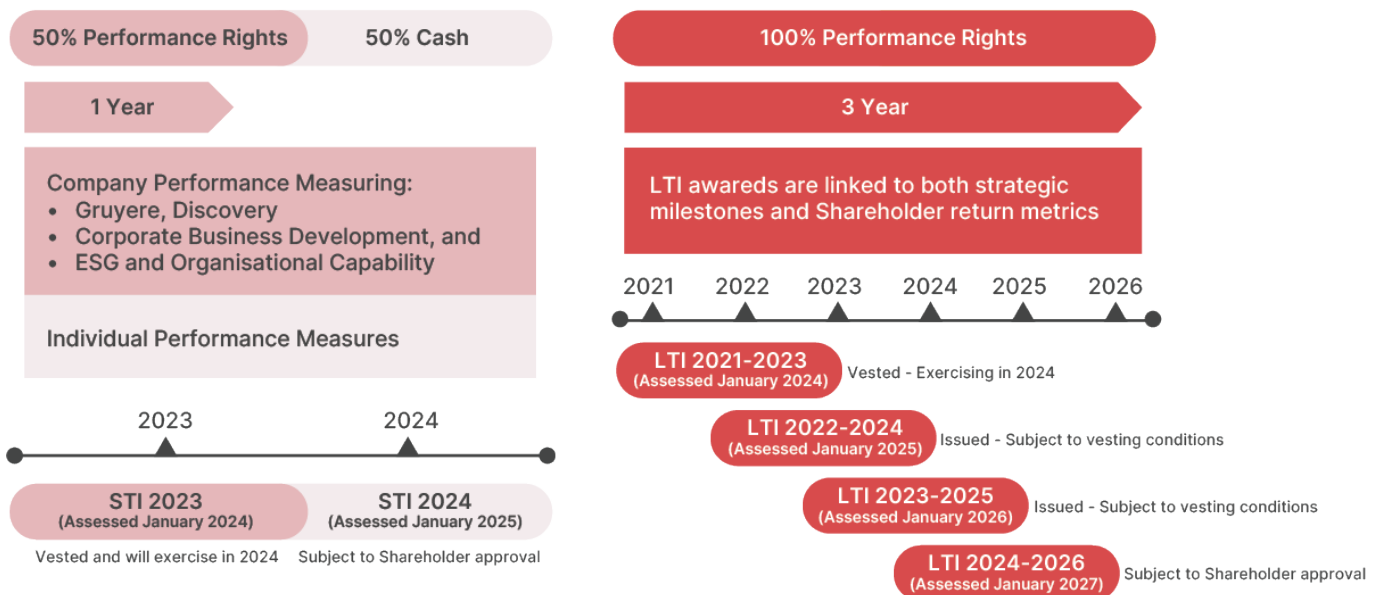 50% Performance Rights
50% Cash
1 Year
Company Performance Measuring:
• Gruyere, Discovery
• Corporate Business Development, and
• ESG and Organisational Capability
Individual Performance Measures
2023
2024
STI 2023
(Assessed January 2024)
STI 2024
(Assessed January 2025)
Vested and will exercise in 2024
Subject to Shareholder approval
100% Performance Rights
3 Year
LTI awareds are linked to both strategic
milestones and Shareholder return metrics
2021
2022
2023
2024
2025
2026
LTI 2021-2023
(Assessed January 2024)
Vested - Exercising in 2024
LTI 2022-2024
(Assessed January 2025)
Issued - Subject to vesting conditions
LTI 2023-2025
(Assessed January 2026)
Issued - Subject to vesting conditions
LTI 2024-2026
(Assessed January 2027)
Subject to Shareholder approval